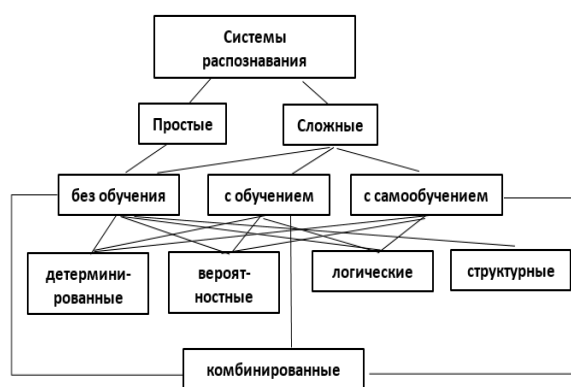 Системы
распознавания
Простые
Сложные
без обучения
с обучением
с самообучением
детермини-
рованные
вероят-
ностные
логические
структурные
комбинированные